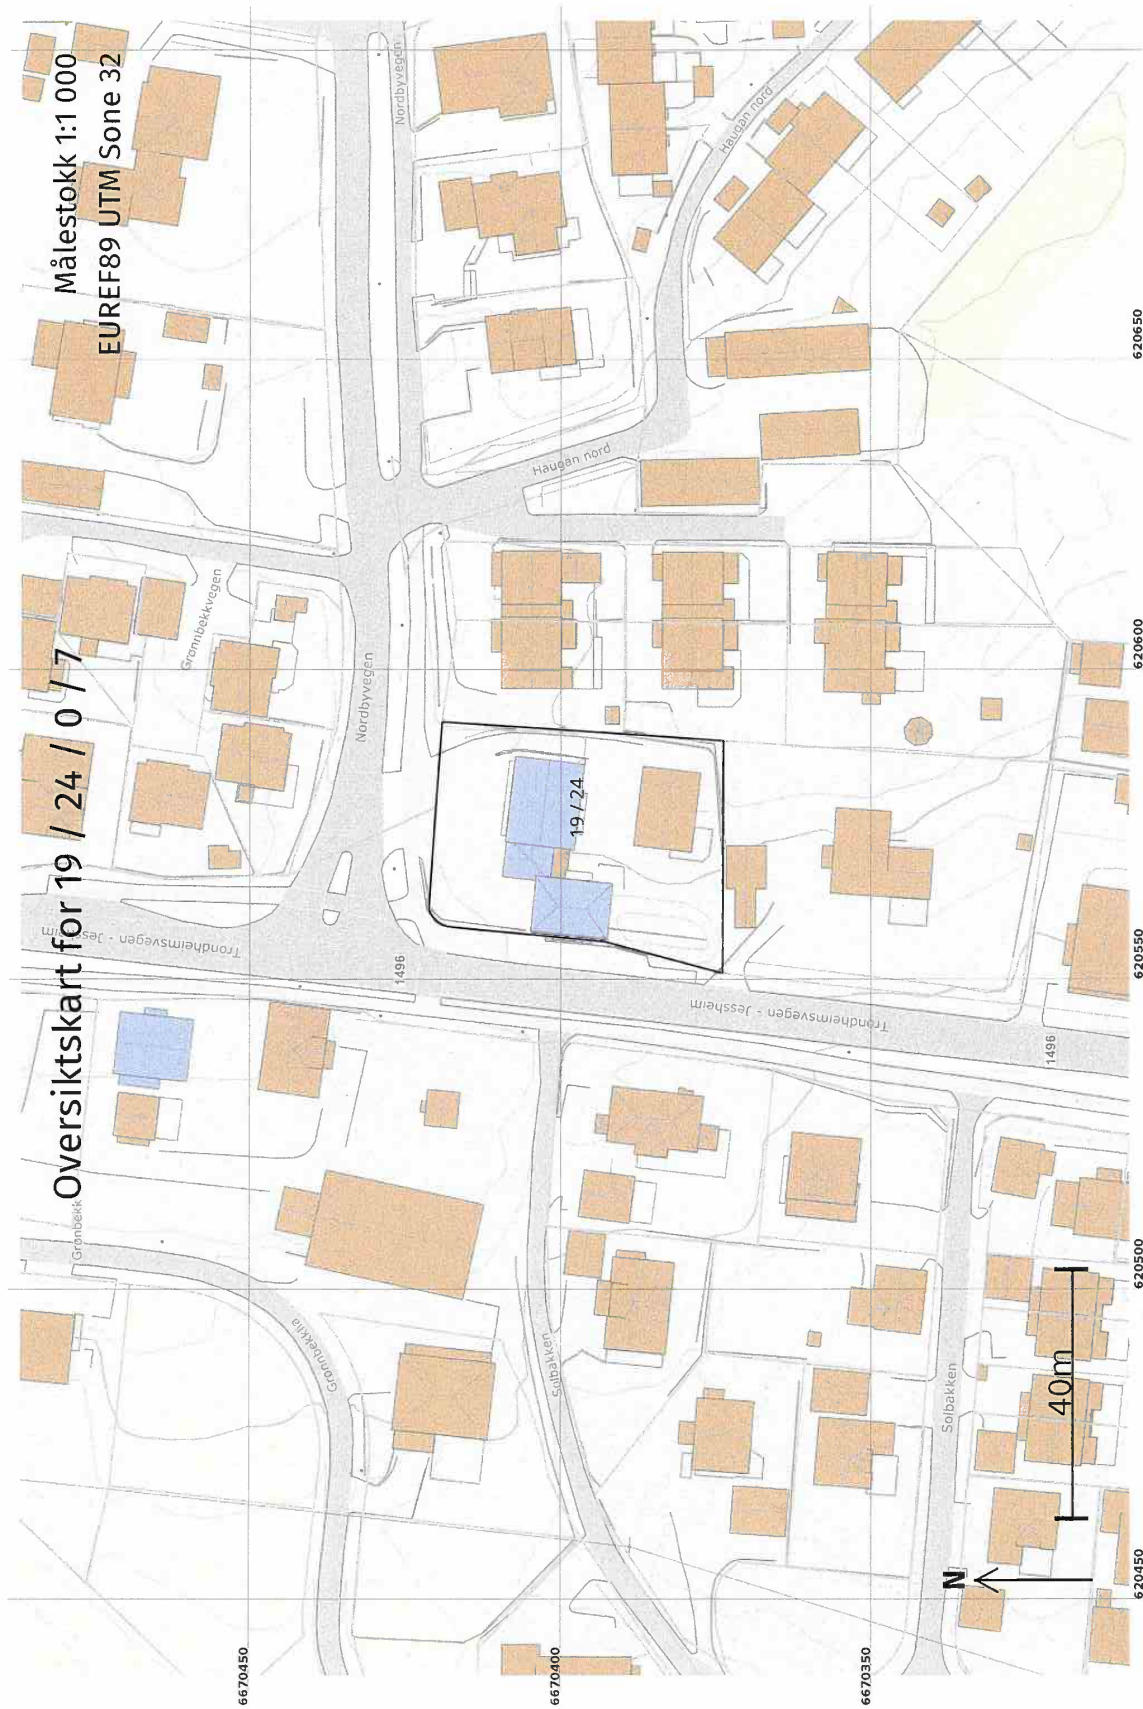 Oversiktskart for 19 / 24 / 0 / 7
Målestokk 1:1 000
EUREF89 UTM Sone 32
Nordbyvegen
Haugan nord
Haugan nord
Grønnbekkvegen
Nordbyvegen
19 / 24
Trondheimsvegen - Jessheim
1496
Trondheimsvegen - Jessheim
1496
Grønbekk
Grønnbekklia
Solbakken
Solbakken
40m
N
6670450
6670400
6670350
620450
620500
620550
620600
620650